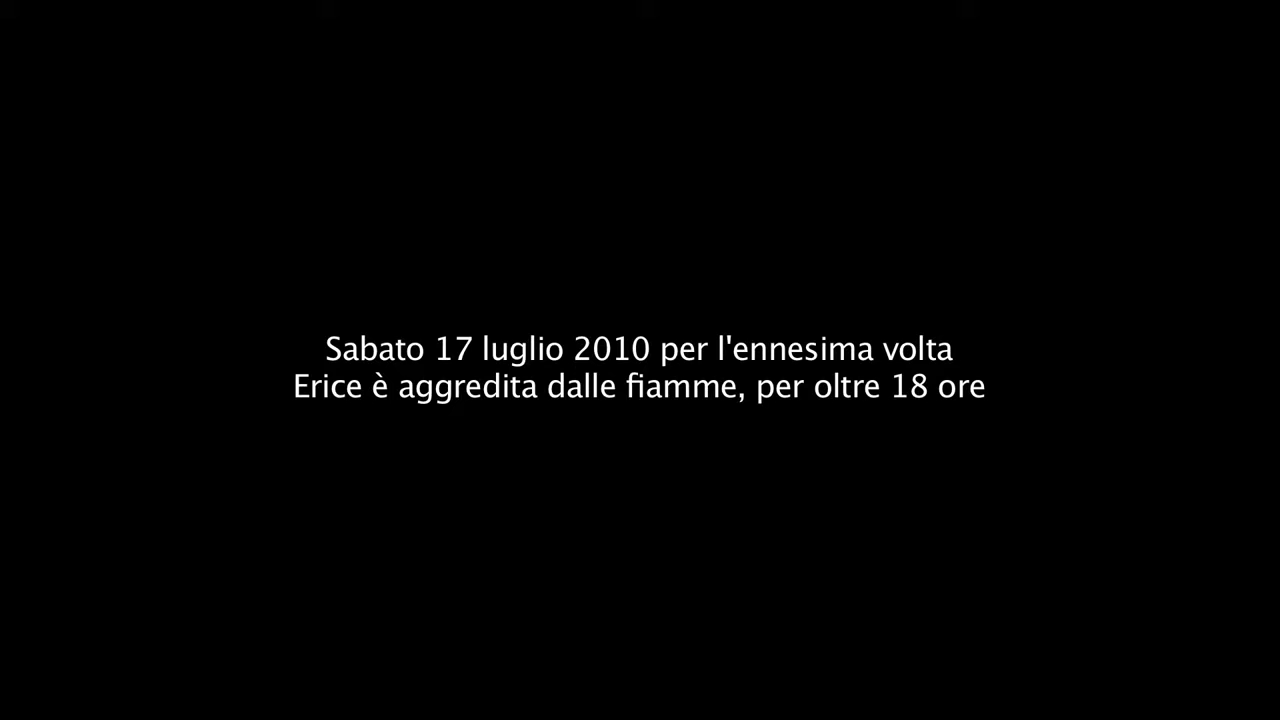 Sabato 17 luglio 2010 per l'ennesima volta
Erice è aggredita dalle fiamme, per oltre 18 ore